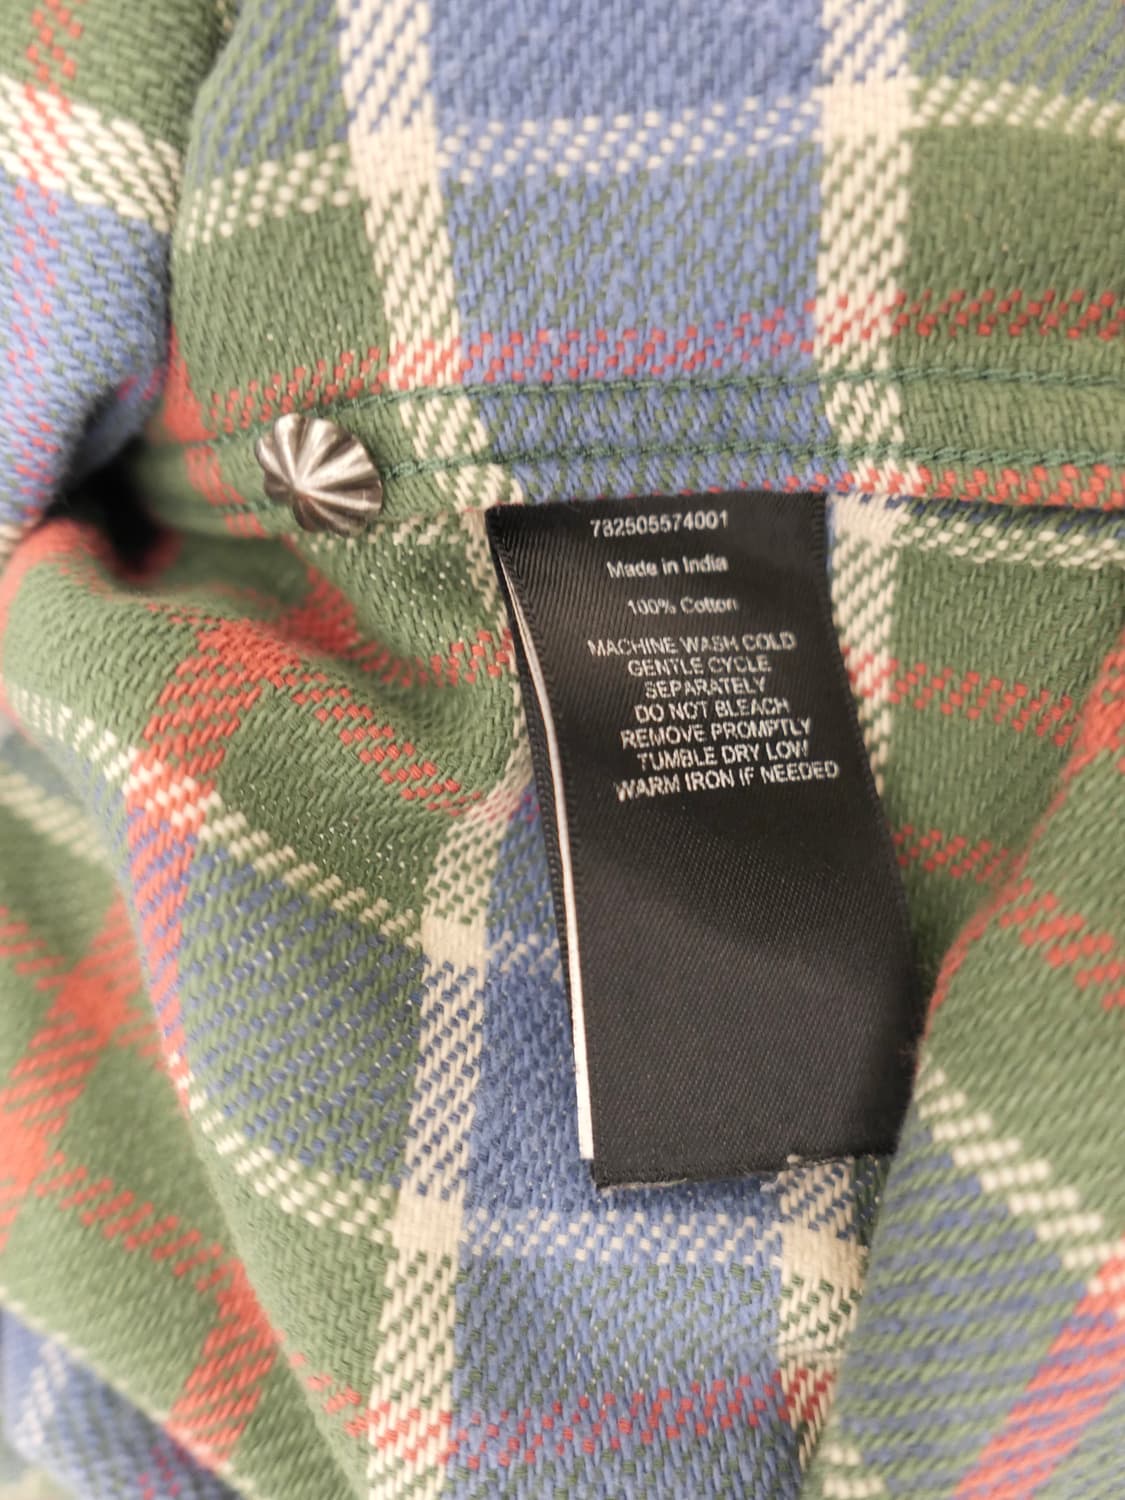 782505574001
Made in India
100% Cotton
MACHINE WASH COLD
GENTLE CYCLE
SEPARATELY
DO NOT BLEACH
REMOVE PROMPTLY
TUMBLE DRY LOW
WARM IRON IF NEEDED